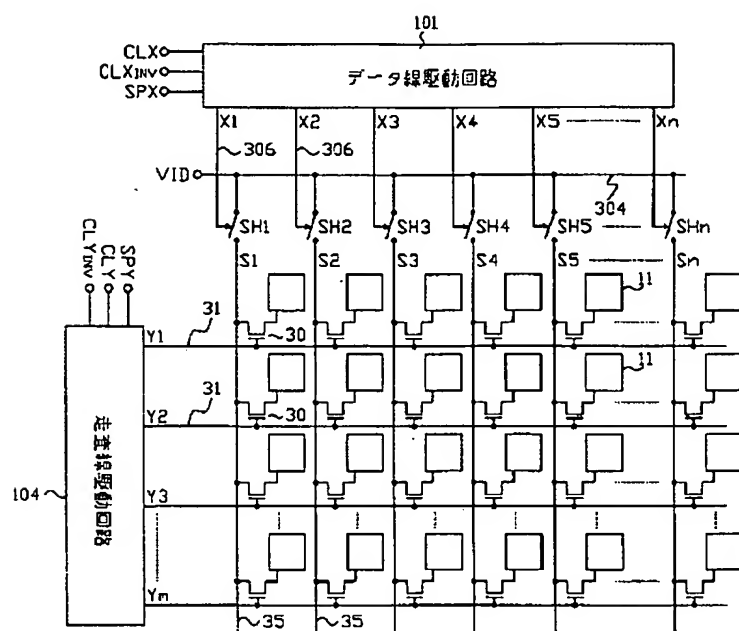 101
CLX
CLXINV
SPX
データ線駆動回路
X1 X2 X3 X4 X5 Xn
306 306
VID
304
SH1 SH2 SH3 SH4 SH5 SHn
CLYINV
CLY
SPY
S1 S2 S3 S4 S5 Sn
11
31
Y1
30
11
31
Y2
30
走査線駆動回路
104
Y3
Ym
35 35